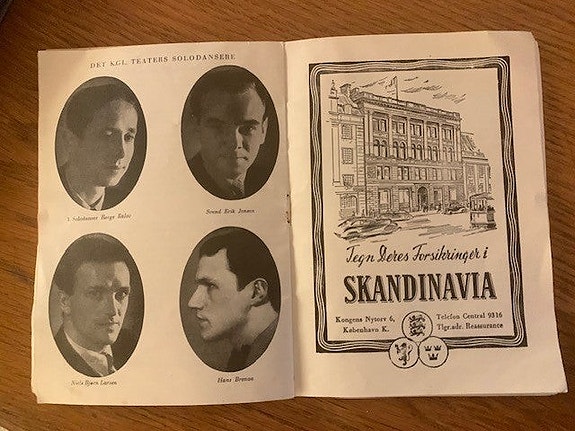 DET KGL. TEATERS SOLODANSERE
1. Solodanser Børge Ralov
Svend Erik Jensen
Niels Bjørn Larsen
Hans Brenaa
Tegn Deres Forsikringer i
SKANDINAVIA
Kongens Nytorv 6,
København K.
Telefon Central 9316
Tlgr.adr. Reassurance